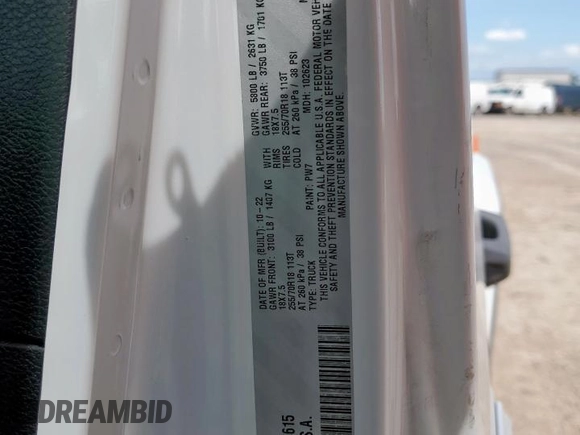 DATE OF MFR (BUILT): 10-22
GVWR: 5800 LB / 2631 KG
GAWR FRONT: 3100 LB / 1407 KG
WITH
GAWR REAR: 3750 LB / 1701 KG
18X7.5
RIMS
18X7.5
255/70R18 113T
TIRES
255/70R18 113T
AT 260 kPa / 38 PSI
COLD
AT 260 kPa / 38 PSI
TYPE: TRUCK
PAINT: PW7
MDH: 102623
THIS VEHICLE CONFORMS TO ALL APPLICABLE U.S.A. FEDERAL MOTOR
SAFETY AND THEFT PREVENTION STANDARDS IN EFFECT ON THE DATE
MANUFACTURE SHOWN ABOVE.
615
S.A.
DREAMBID